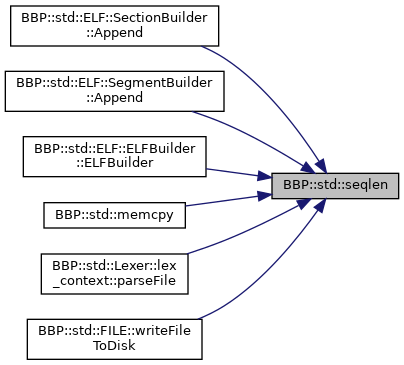 BBP::std::ELF::SectionBuilder
::Append
BBP::std::ELF::SegmentBuilder
::Append
BBP::std::ELF::ELFBuilder
::ELFBuilder
BBP::std::seqlen
BBP::std::memcpy
BBP::std::Lexer::lex
_context::parseFile
BBP::std::FILE::writeFile
ToDisk